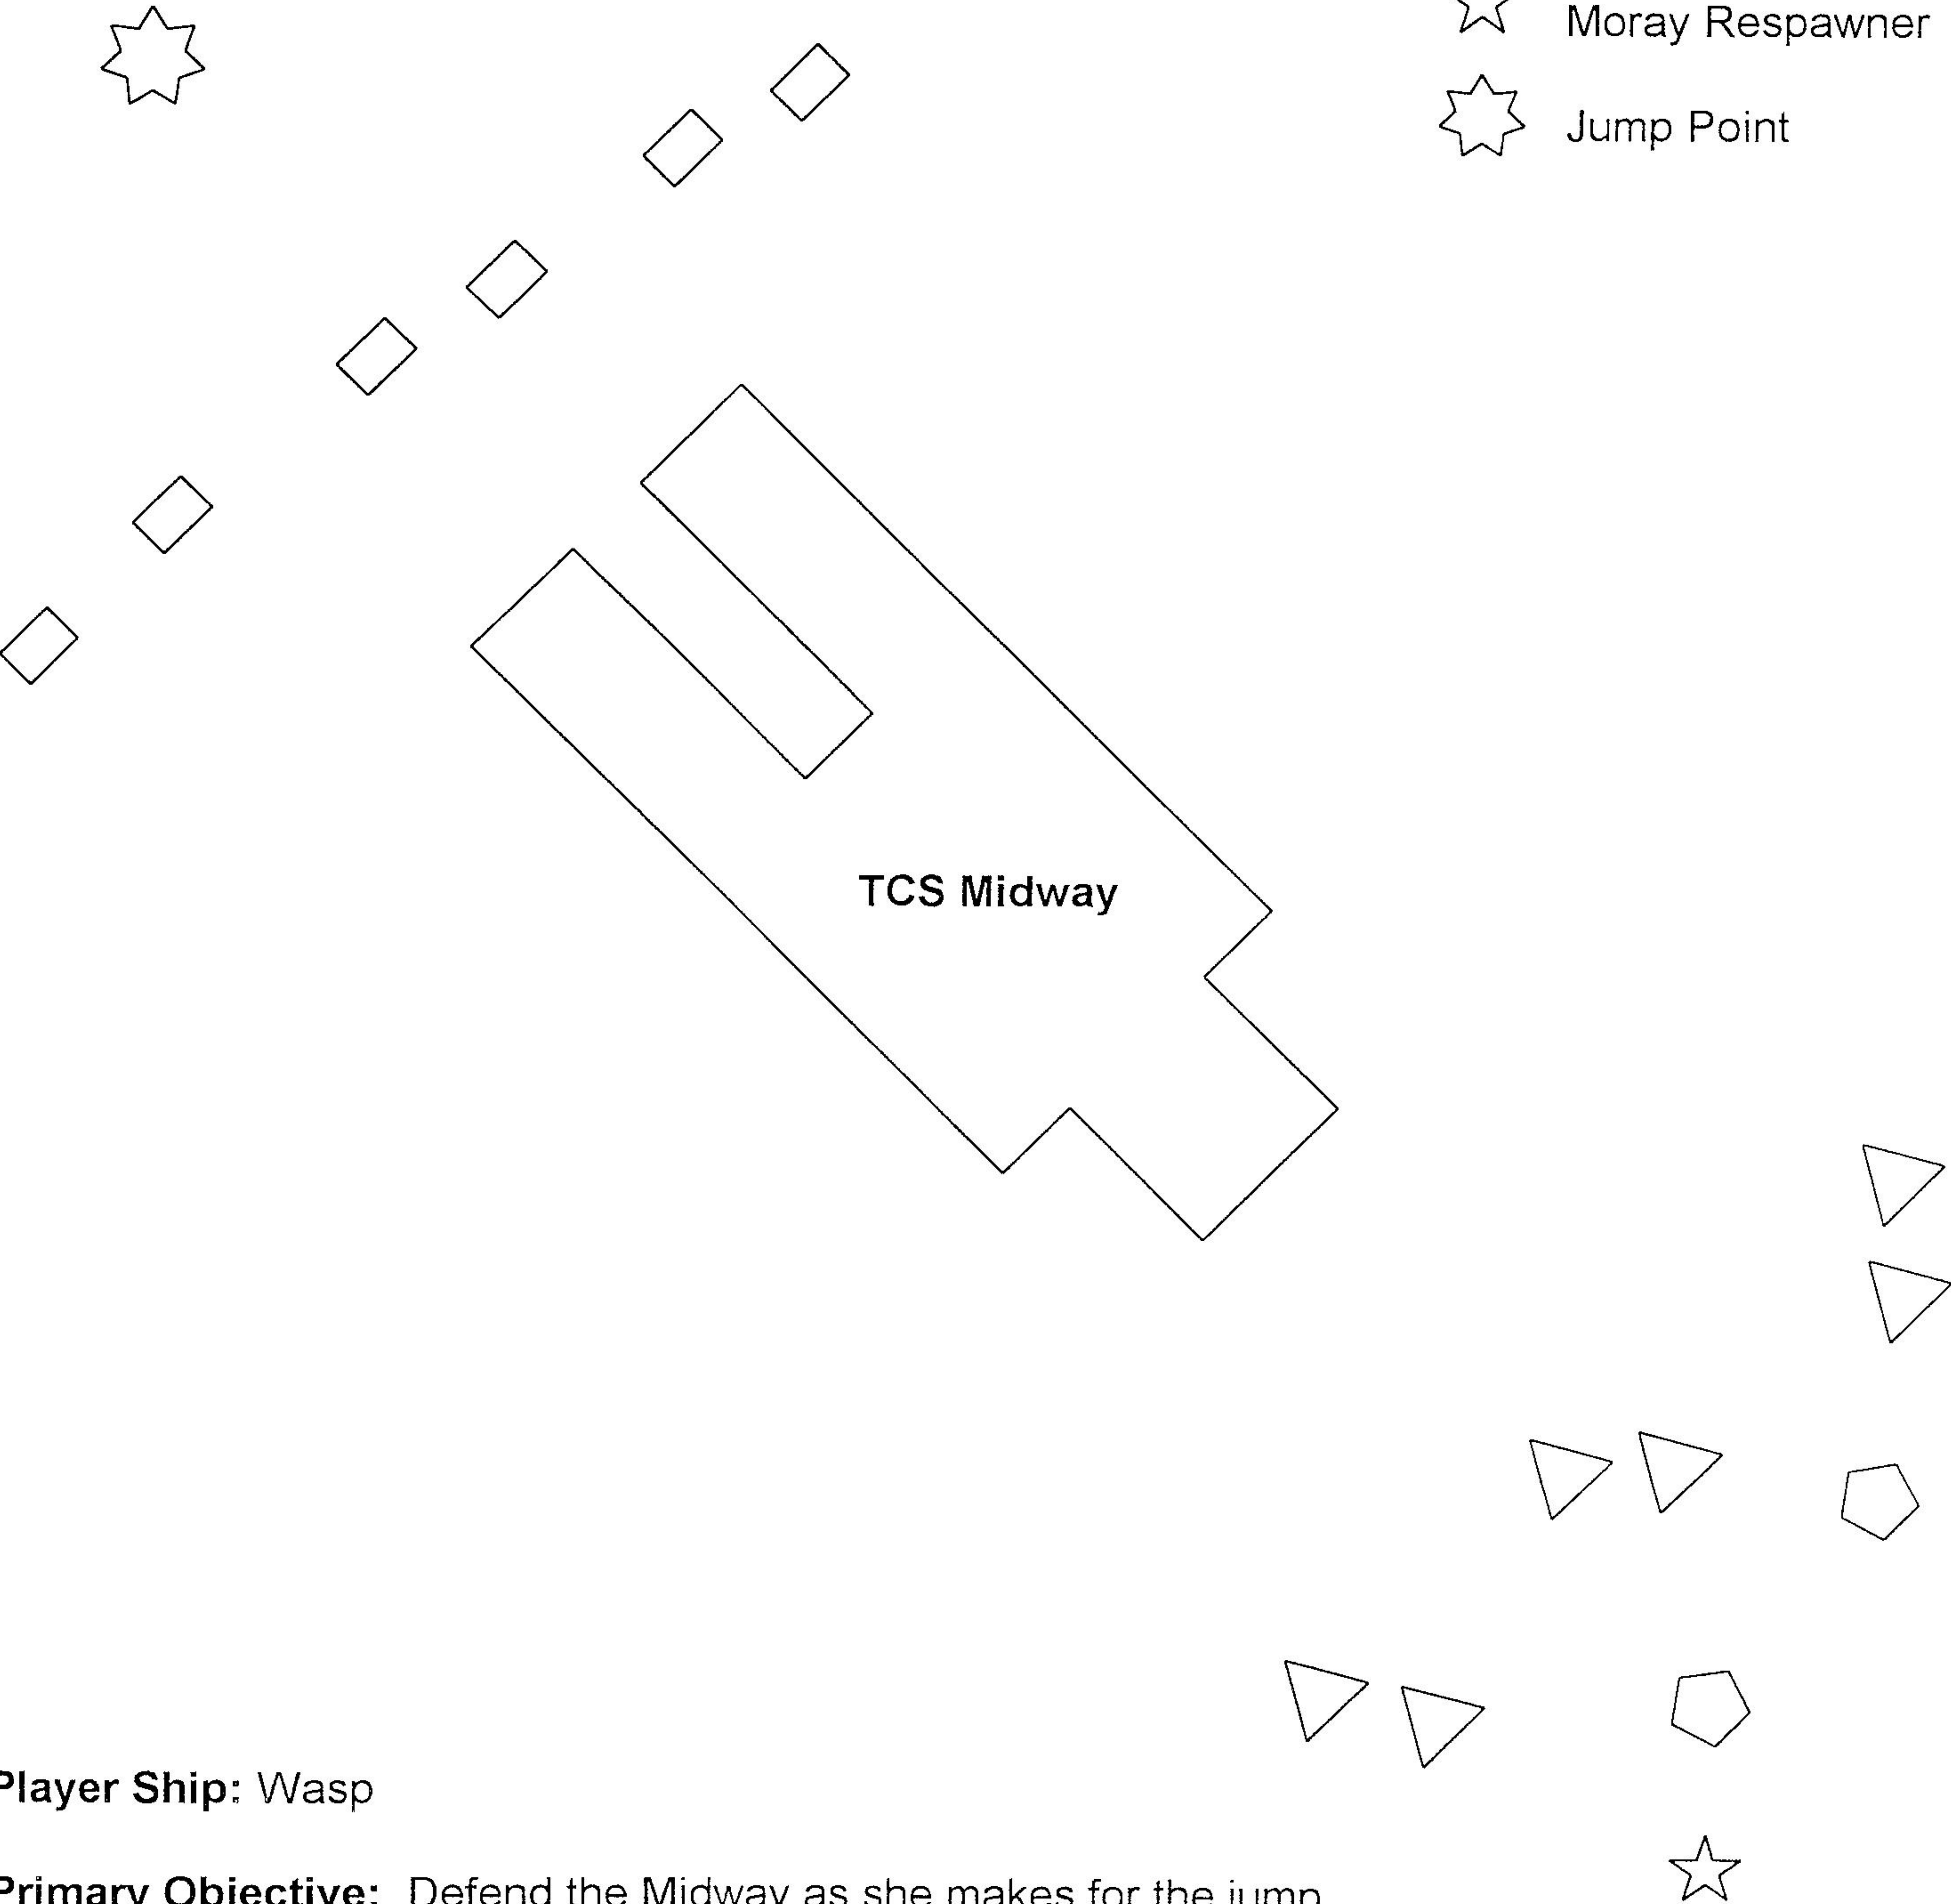 Moray Respawner
Jump Point
TCS Midway
Player Ship: Wasp
Primary Objective: Defend the Midway as she makes for the jump